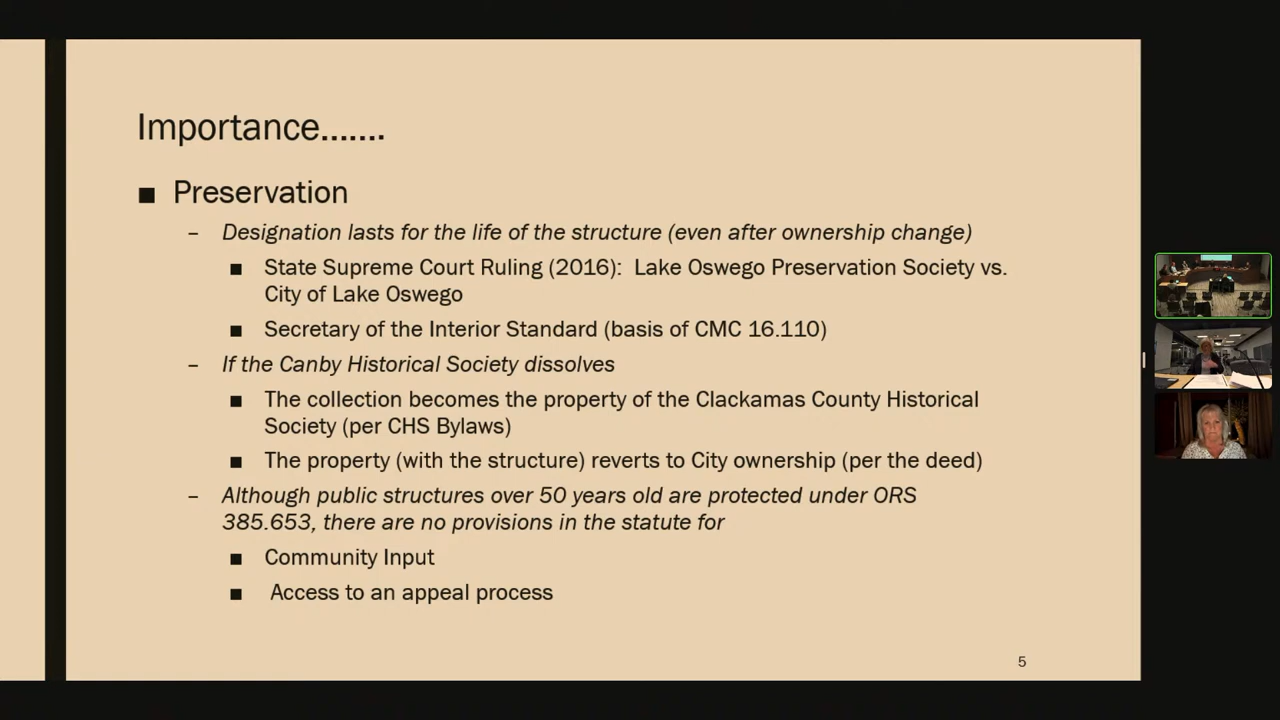 Importance.......
■ Preservation
– Designation lasts for the life of the structure (even after ownership change)
■ State Supreme Court Ruling (2016): Lake Oswego Preservation Society vs.
City of Lake Oswego
■ Secretary of the Interior Standard (basis of CMC 16.110)
– If the Canby Historical Society dissolves
■ The collection becomes the property of the Clackamas County Historical
Society (per CHS Bylaws)
■ The property (with the structure) reverts to City ownership (per the deed)
– Although public structures over 50 years old are protected under ORS
385.653, there are no provisions in the statute for
■ Community Input
■ Access to an appeal process
5